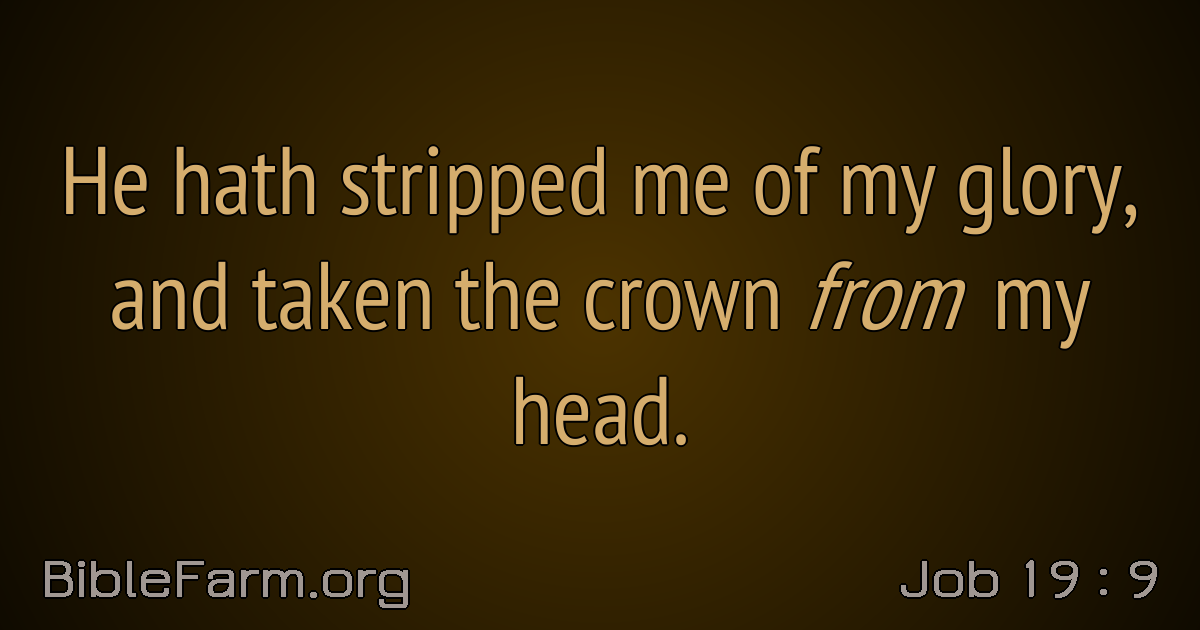 He hath stripped me of my glory,
and taken the crown from my
head.
BibleFarm.org
Job 19 : 9